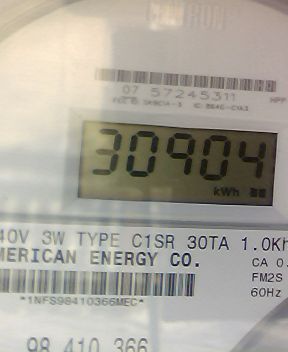 CENTRON
07 57245311
30904
kWh
40V 3W TYPE C1SR 30TA 1.0Kh
MERICAN ENERGY CO.
CA 0.
FM2S
60Hz
*1NFS98410366MEC*
98 410 366